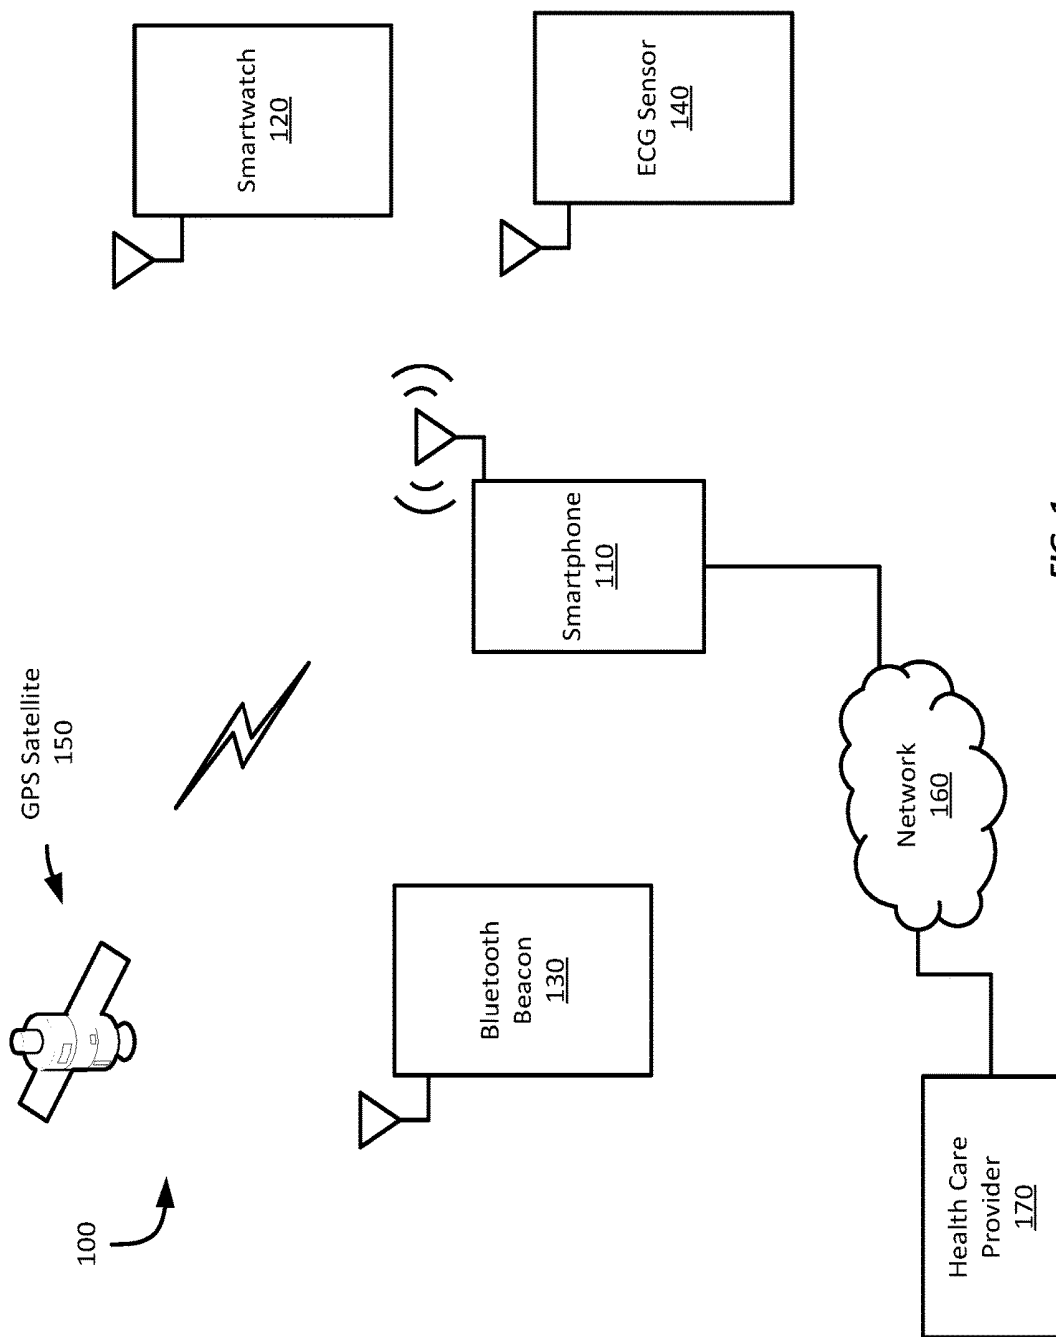 100
GPS Satellite
150
Smartwatch
120
Bluetooth
Beacon
130
Smartphone
110
ECG Sensor
140
Network
160
Health Care
Provider
170
FIG. 1